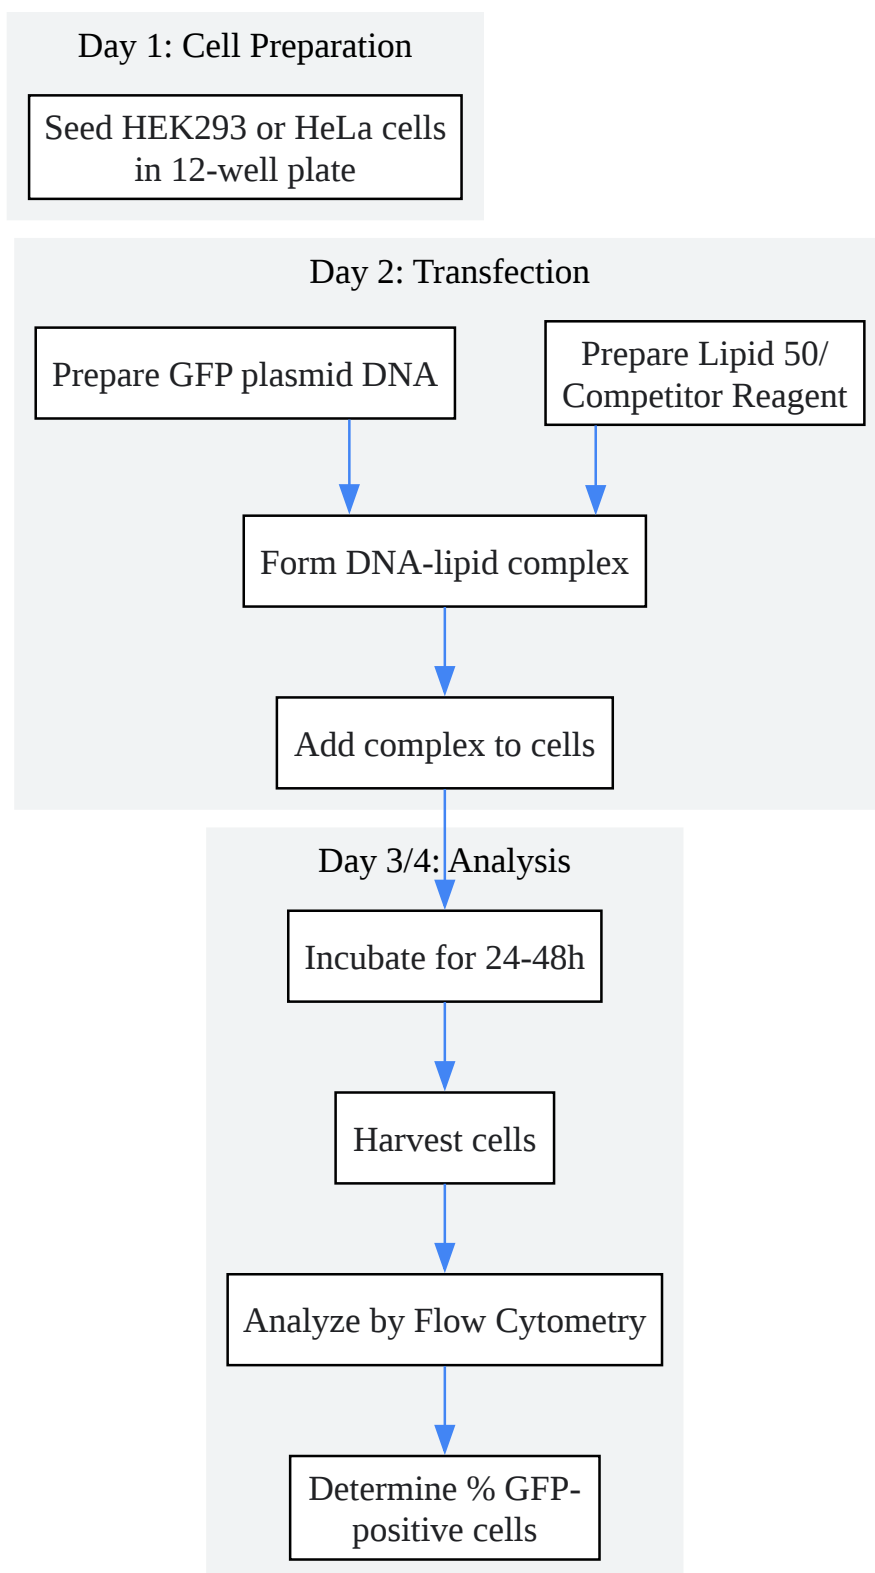 Day 1: Cell Preparation
Seed HEK293 or HeLa cells
in 12-well plate
Day 2: Transfection
Prepare GFP plasmid DNA
Prepare Lipid 50/
Competitor Reagent
Form DNA-lipid complex
Add complex to cells
Day 3/4: Analysis
Incubate for 24-48h
Harvest cells
Analyze by Flow Cytometry
Determine % GFP-
positive cells